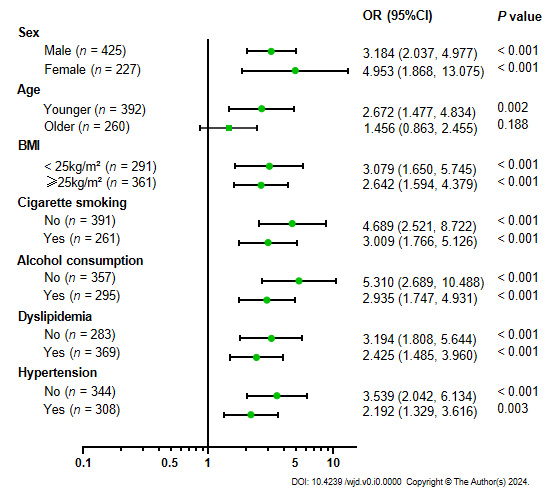 OR (95%CI) P value
Sex
Male (n = 425) 3.184 (2.037, 4.977) < 0.001
Female (n = 227) 4.953 (1.868, 13.075) < 0.001
Age
Younger (n = 392) 2.672 (1.477, 4.834) 0.002
Older (n = 260) 1.456 (0.863, 2.455) 0.188
BMI
< 25kg/m² (n = 291) 3.079 (1.650, 5.745) < 0.001
⩾25kg/m² (n = 361) 2.642 (1.594, 4.379) < 0.001
Cigarette smoking
No (n = 391) 4.689 (2.521, 8.722) < 0.001
Yes (n = 261) 3.009 (1.766, 5.126) < 0.001
Alcohol consumption
No (n = 357) 5.310 (2.689, 10.488) < 0.001
Yes (n = 295) 2.935 (1.747, 4.931) < 0.001
Dyslipidemia
No (n = 283) 3.194 (1.808, 5.644) < 0.001
Yes (n = 369) 2.425 (1.485, 3.960) < 0.001
Hypertension
No (n = 344) 3.539 (2.042, 6.134) < 0.001
Yes (n = 308) 2.192 (1.329, 3.616) 0.003
0.1 0.5 1 5 10
DOI: 10.4239 /wjd.v0.i0.0000 Copyright © The Author(s) 2024.